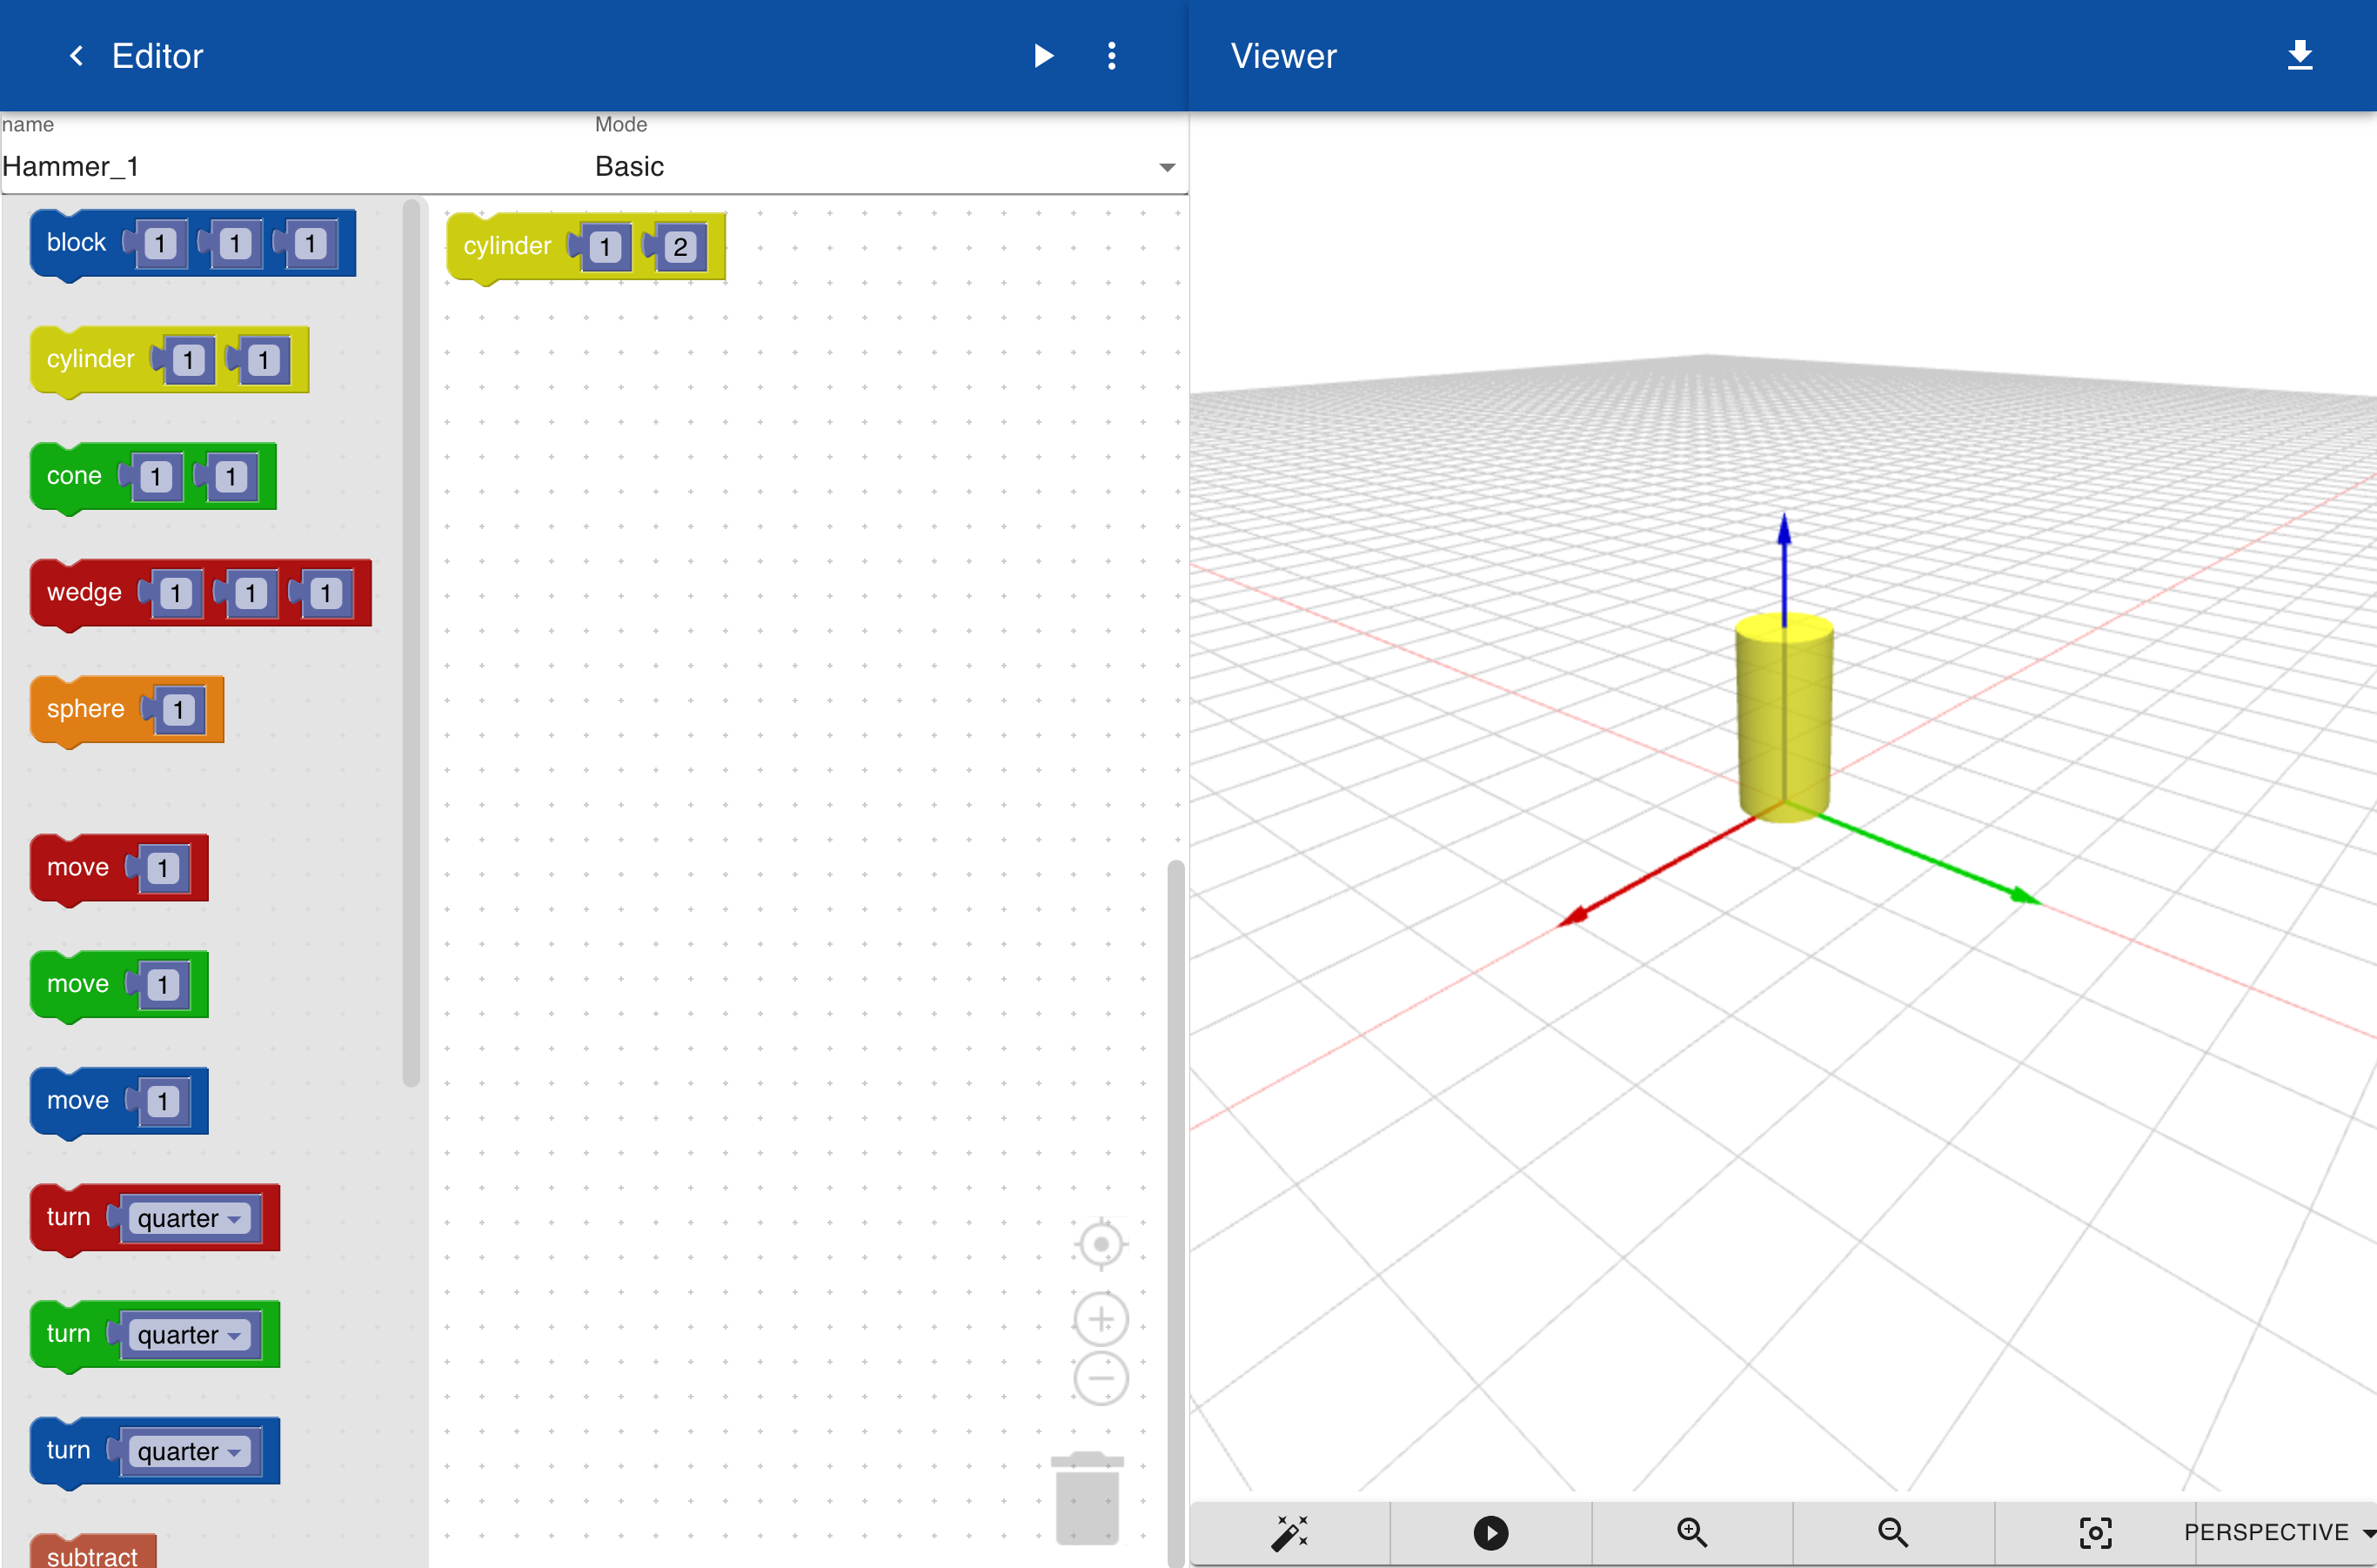 Editor
Viewer
name
Mode
Hammer_1
Basic
block 1 1 1
cylinder 1 1
cone 1 1
wedge 1 1 1
sphere 1
move 1
move 1
move 1
turn quarter
turn quarter
turn quarter
subtract
cylinder 1 2
PERSPECTIVE